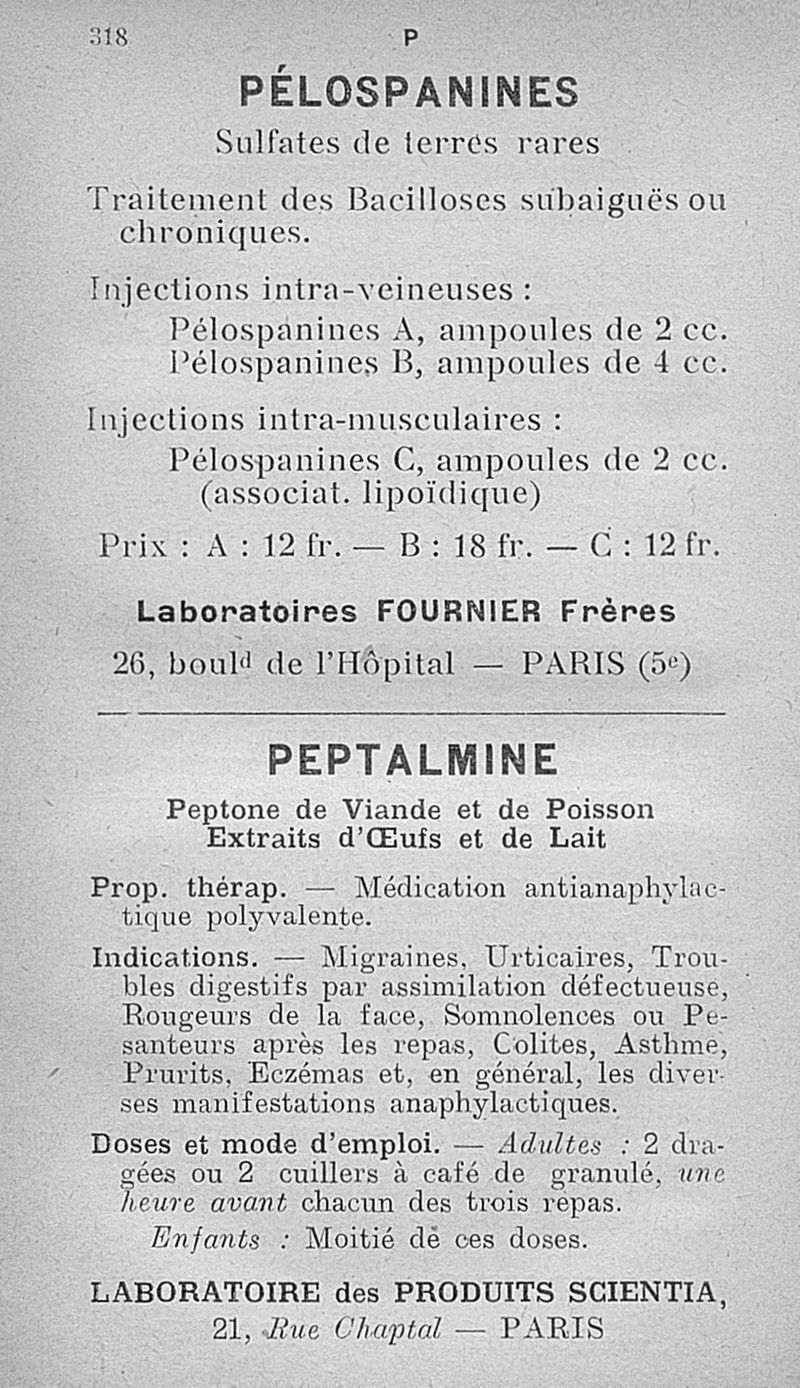 318
P
PÉLOSPANINES
Sulfates de terres rares
Traitement des Bacilloses subaiguës ou
chroniques.
Injections intra-veineuses :
Pélospanines A, ampoules de 2 cc.
Pélospanines B, ampoules de 4 cc.
Injections intra-musculaires :
Pélospanines C, ampoules de 2 cc.
(associat. lipoïdique)
Prix : A : 12 fr. — B : 18 fr. — C : 12 fr.
Laboratoires FOURNIER Frères
26, boulᵈ de l'Hôpital — PARIS (5ᵉ)
PEPTALMINE
Peptone de Viande et de Poisson
Extraits d'Œufs et de Lait
Prop. thérap. — Médication antianaphylac-
tique polyvalente.
Indications. — Migraines, Urticaires, Trou-
bles digestifs par assimilation défectueuse,
Rougeurs de la face, Somnolences ou Pe-
santeurs après les repas, Colites, Asthme,
Prurits, Eczémas et, en général, les diver-
ses manifestations anaphylactiques.
Doses et mode d'emploi. — Adultes : 2 dra-
gées ou 2 cuillers à café de granulé, une
heure avant chacun des trois repas.
Enfants : Moitié de ces doses.
LABORATOIRE des PRODUITS SCIENTIA,
21, Rue Chaptal — PARIS